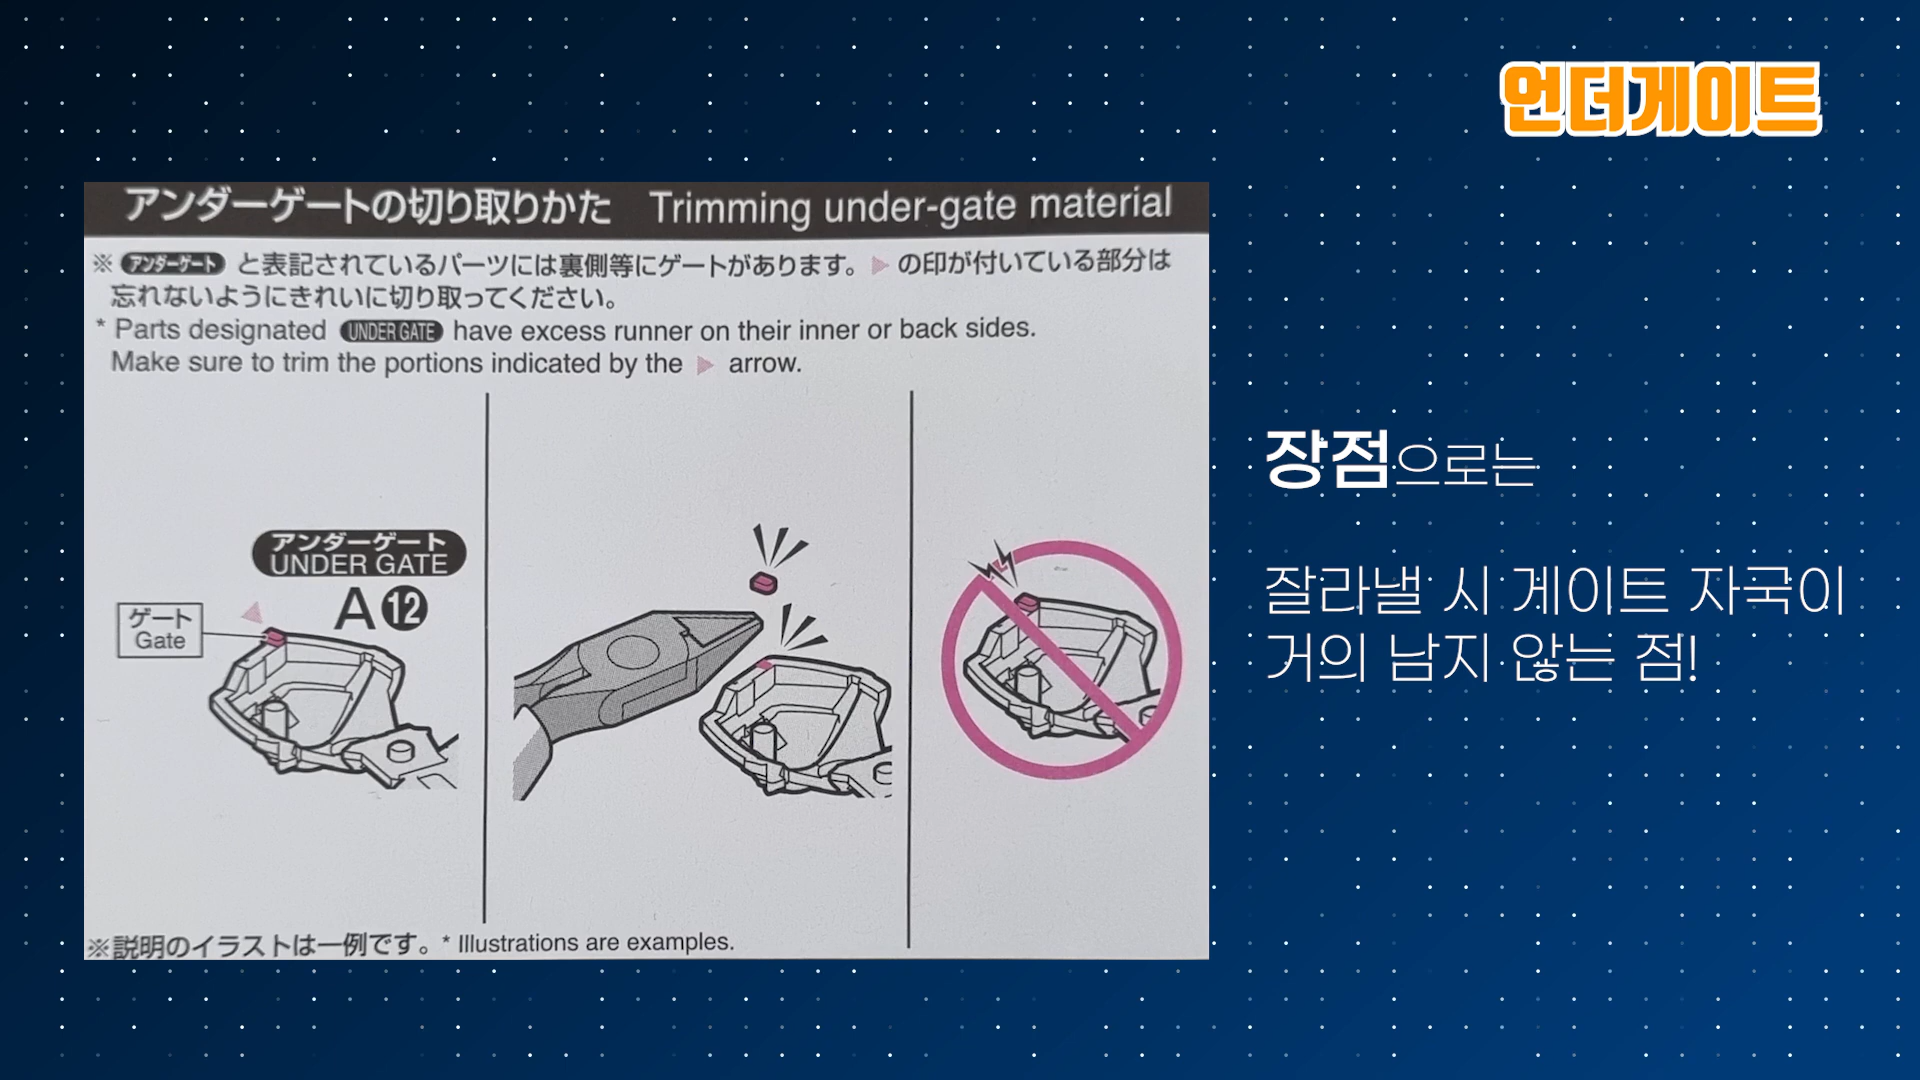 언더게이트
アンダーゲートの切り取りかた Trimming under-gate material
※ アンダーゲート と表記されているパーツには裏側等にゲートがあります。▶の印が付いている部分は
忘れないようにきれいに切り取ってください。
* Parts designated UNDER GATE have excess runner on their inner or back sides.
Make sure to trim the portions indicated by the ▶ arrow.
アンダーゲート
UNDER GATE
A⓬
ゲート
Gate
※説明のイラストは一例です。* Illustrations are examples.
장점으로는
잘라낼 시 게이트 자국이
거의 남지 않는 점!